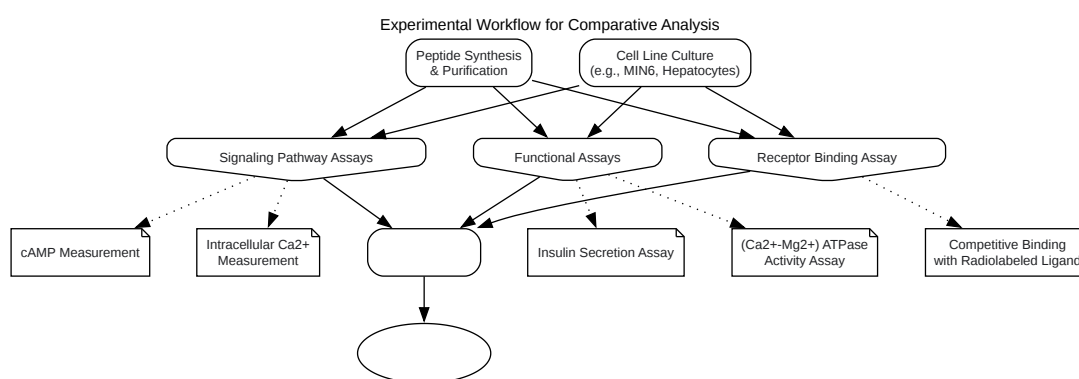 Experimental Workflow for Comparative Analysis
Peptide Synthesis
& Purification
Cell Line Culture
(e.g., MIN6, Hepatocytes)
Signaling Pathway Assays
Functional Assays
Receptor Binding Assay
cAMP Measurement
Intracellular Ca2+
Measurement
Insulin Secretion Assay
(Ca2+-Mg2+) ATPase
Activity Assay
Competitive Binding
with Radiolabeled Ligand